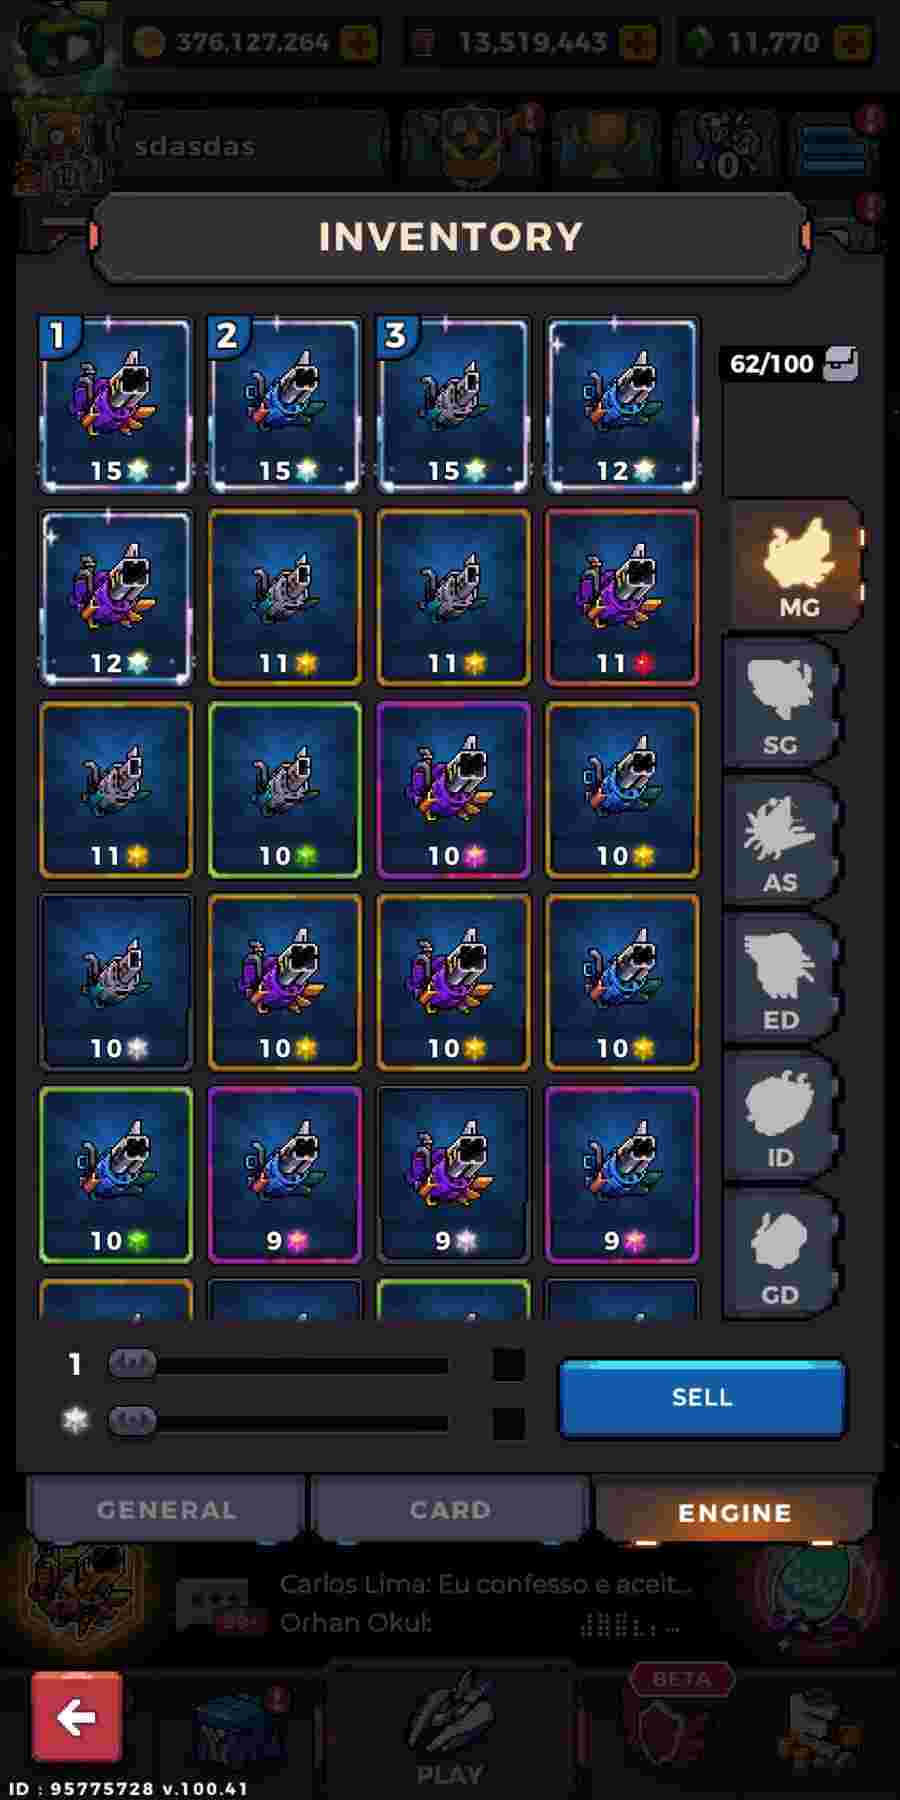 376,127,264 13,519,443 11,770
sdasdas 0
INVENTORY
1 2 3
62/100
15 15 15 12
MG
12 11 11 11
SG
11 10 10 10
AS
10 10 10 10
ED
ID
10 9 9 9
GD
1
SELL
GENERAL CARD ENGINE
Carlos Lima: Eu confesso e aceit...
99+
Orhan Okul:
BETA
PLAY
ID : 95775728 v.100.41